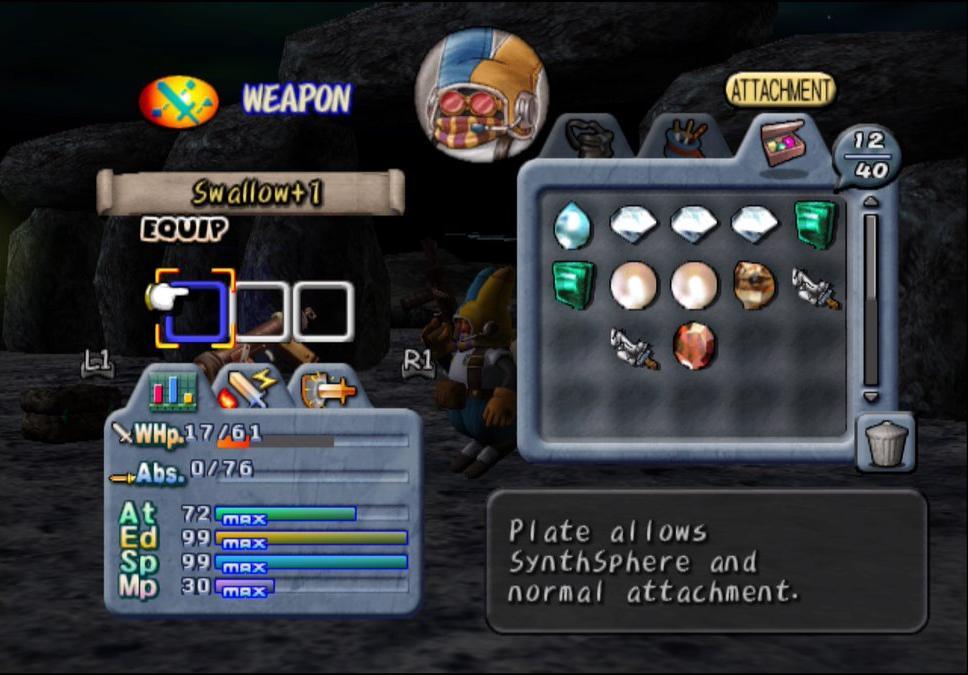 WEAPON
ATTACHMENT
12
40
Swallow+1
EQUIP
L1
R1
WHp. 17/61
Abs. 0/76
At 72 max
Ed 99 max
Sp 99 max
Mp 30 max
Plate allows
SynthSphere and
normal attachment.